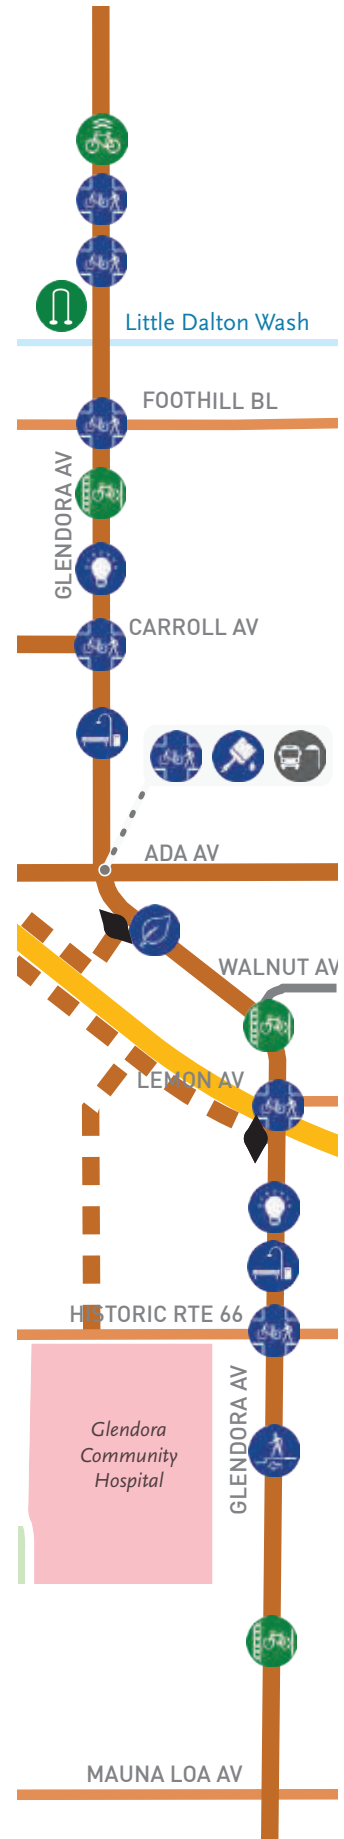 Little Dalton Wash
FOOTHILL BL
GLENDORA AV
CARROLL AV
ADA AV
WALNUT AV
LEMON AV
HISTORIC RTE 66
GLENDORA AV
Glendora
Community
Hospital
MAUNA LOA AV